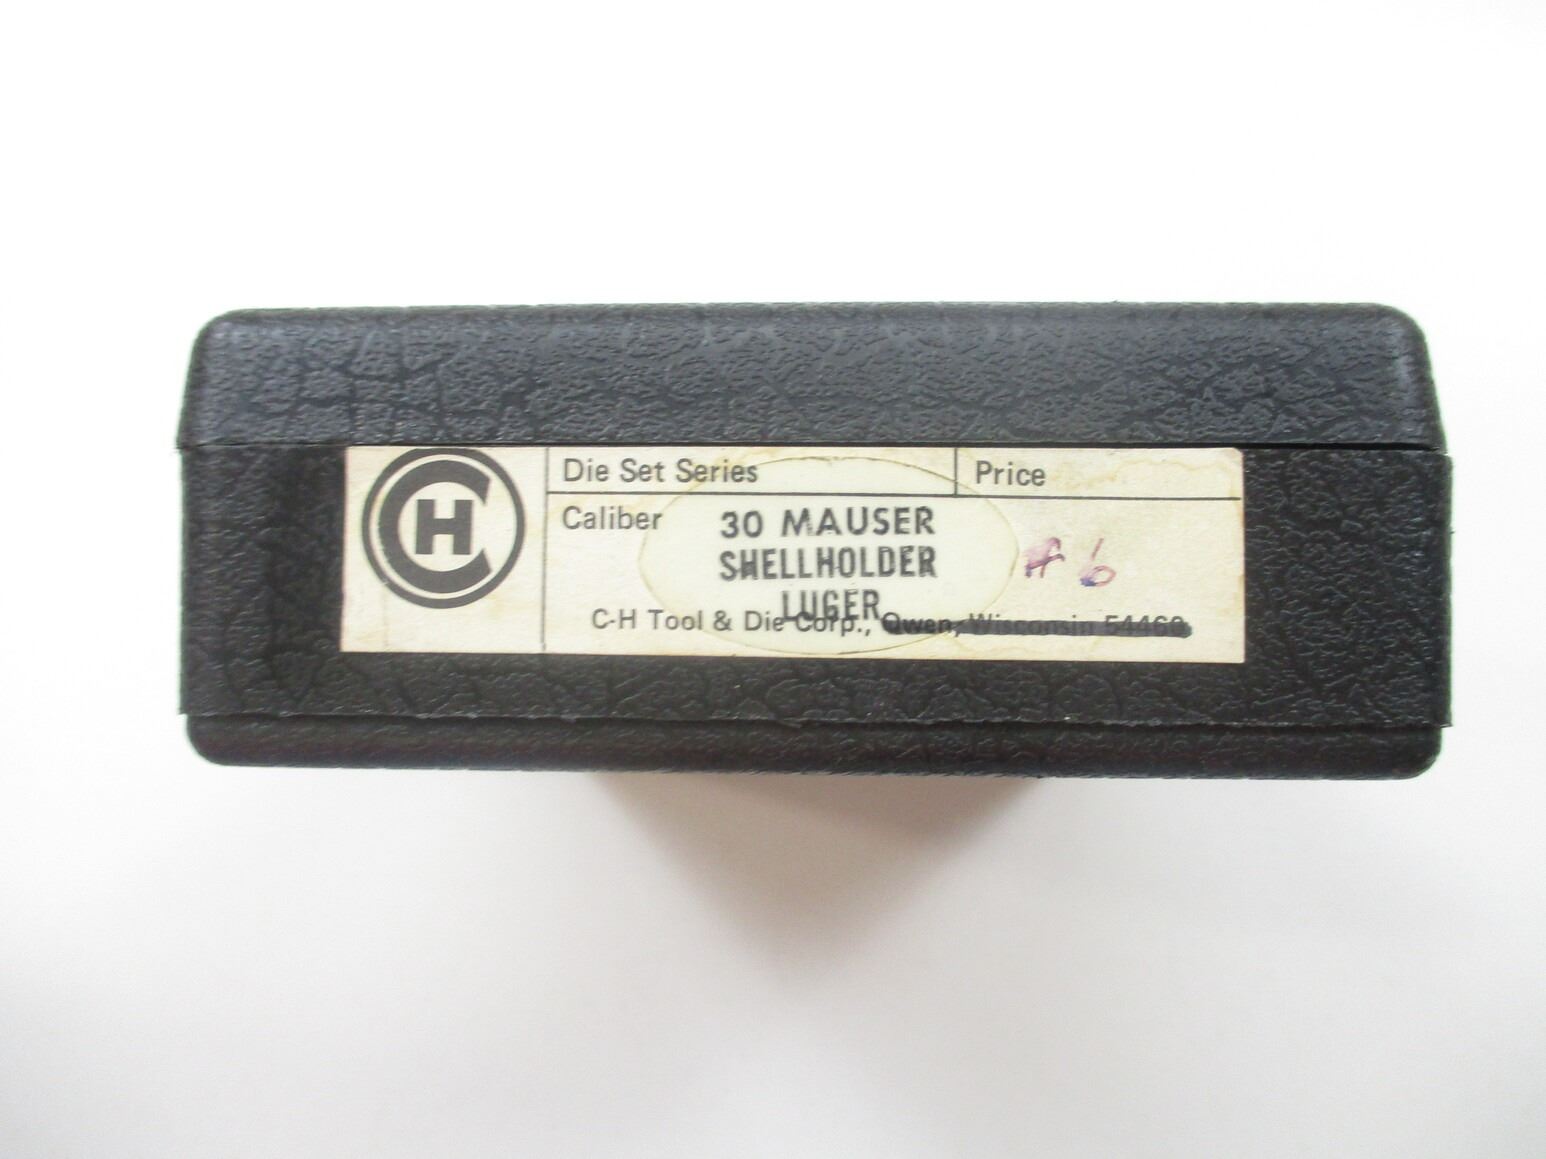 CH
Die Set Series
Price
Caliber
30 MAUSER
SHELLHOLDER
#6
LUGER
C-H Tool & Die Corp., Owen, Wisconsin 54460